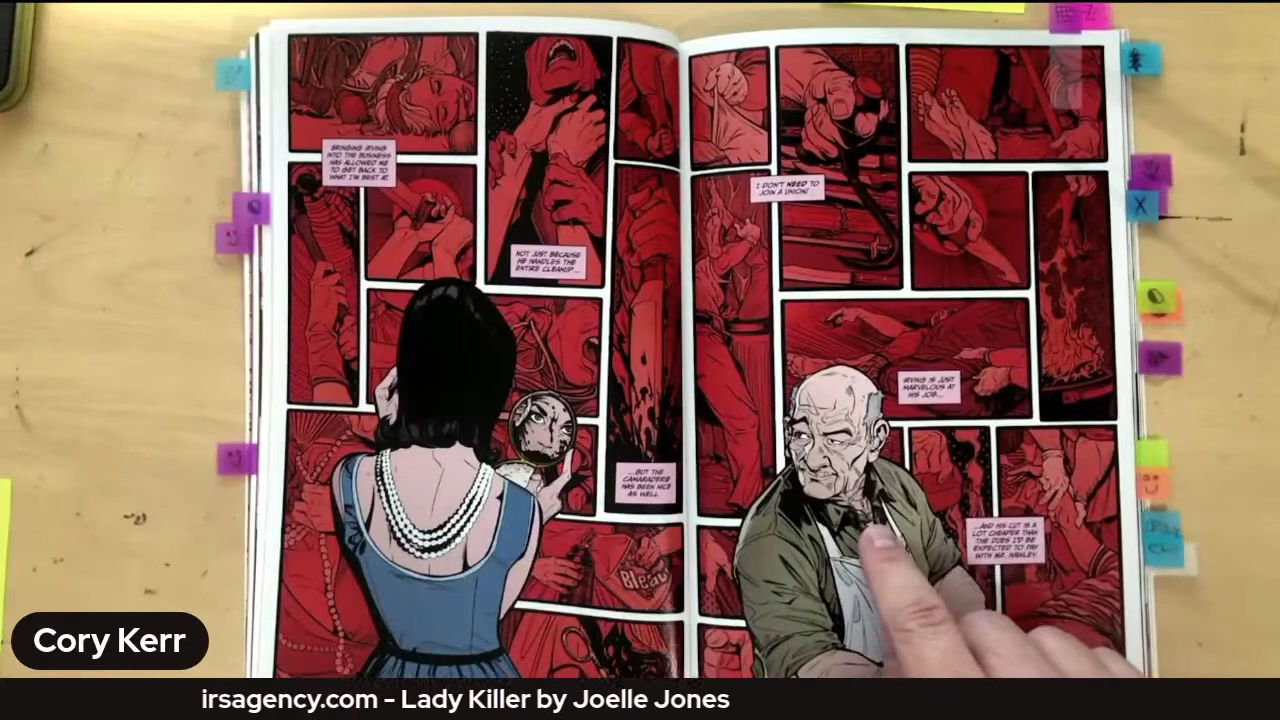 BRINGING IRVING
INTO THE BUSINESS
HAS ALLOWED ME
TO GET BACK TO
WHAT I'M BEST AT.
NOT JUST BECAUSE
HE HANDLES THE
ENTIRE CLEANUP...
...BUT THE
CAMARADERIE
HAS BEEN NICE
AS WELL.
Bleach
I DON'T NEED TO
JOIN A UNION!
IRVING IS JUST
MARVELOUS AT
HIS JOB...
...AND HIS CUT IS A
LOT CHEAPER THAN
THE DUES I'D BE
EXPECTED TO PAY
WITH MR. HANLEY.
X
Cory Kerr
irsagency.com - Lady Killer by Joelle Jones